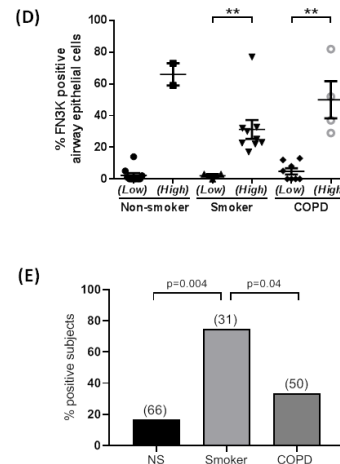 (D)
% FN3K positive
airway epithelial cells
100
80
60
40
20
0
**
**
(Low) (High) (Low) (High) (Low) (High
Non-smoker Smoker COPD
(E)
% positive subjects
100
80
60
40
20
0
p=0.004 p=0.04
(66) (31) (50)
NS Smoker COPD